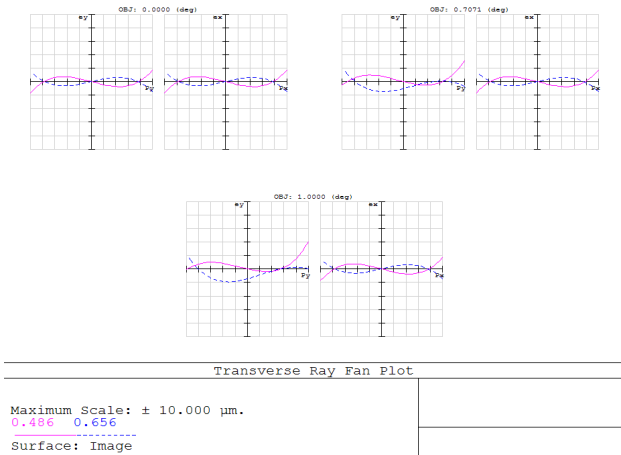 OBJ: 0.0000 (deg)
ey
ex
Py
Px
OBJ: 0.7071 (deg)
ey
ex
Py
Px
OBJ: 1.0000 (deg)
ey
ex
Py
Px
Transverse Ray Fan Plot
Maximum Scale: ± 10.000 µm.
0.486 0.656
Surface: Image